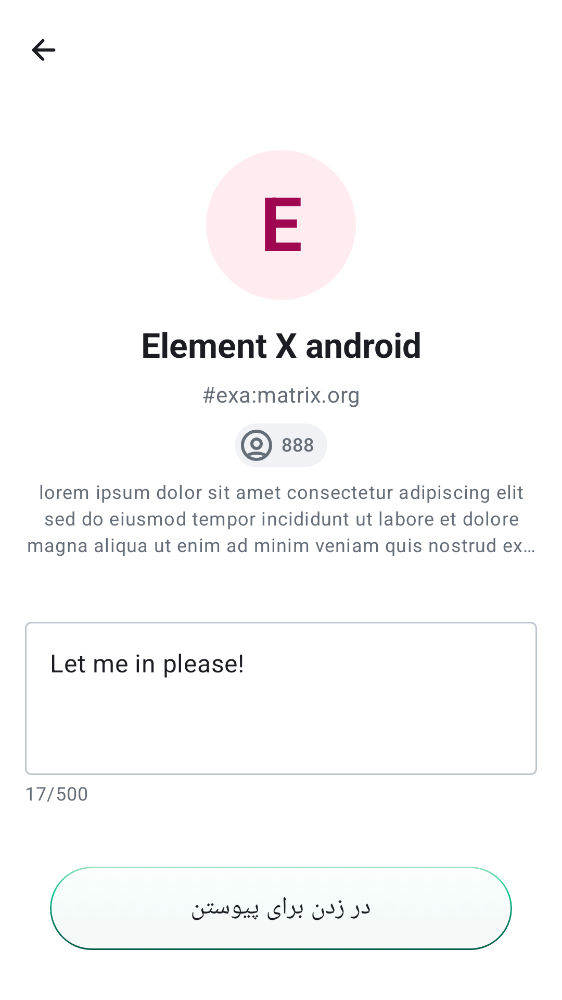 E
Element X android
#exa:matrix.org
888
lorem ipsum dolor sit amet consectetur adipiscing elit
sed do eiusmod tempor incididunt ut labore et dolore
magna aliqua ut enim ad minim veniam quis nostrud ex…
Let me in please!
17/500
در زدن برای پیوستن